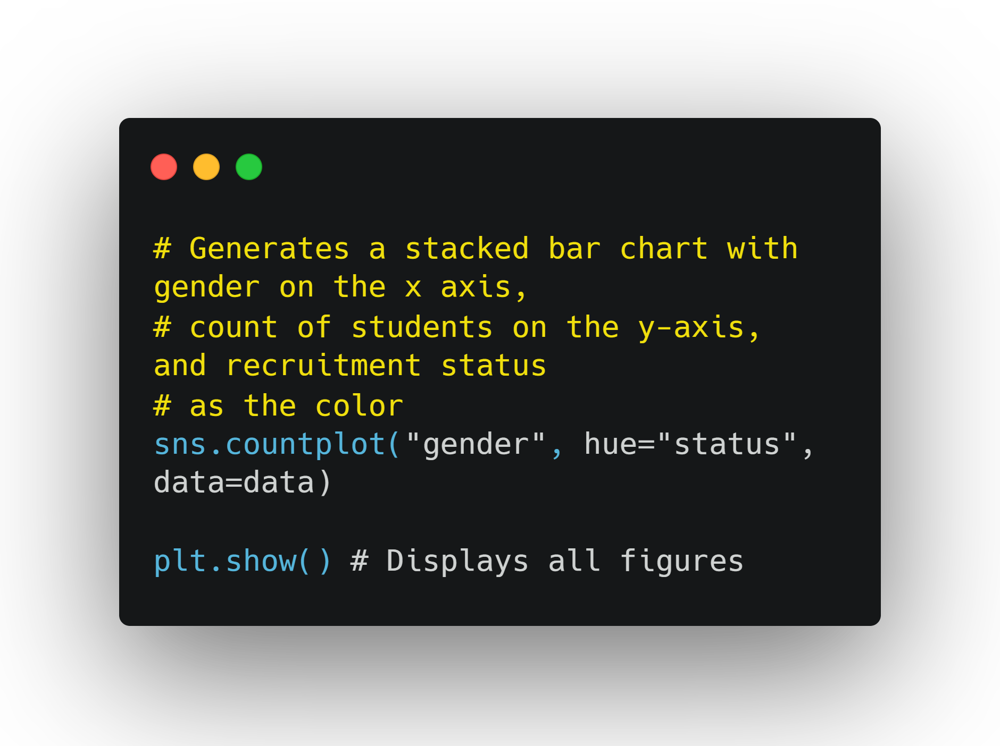 # Generates a stacked bar chart with
gender on the x axis,
# count of students on the y-axis,
and recruitment status
# as the color
sns.countplot("gender", hue="status",
data=data)
plt.show() # Displays all figures